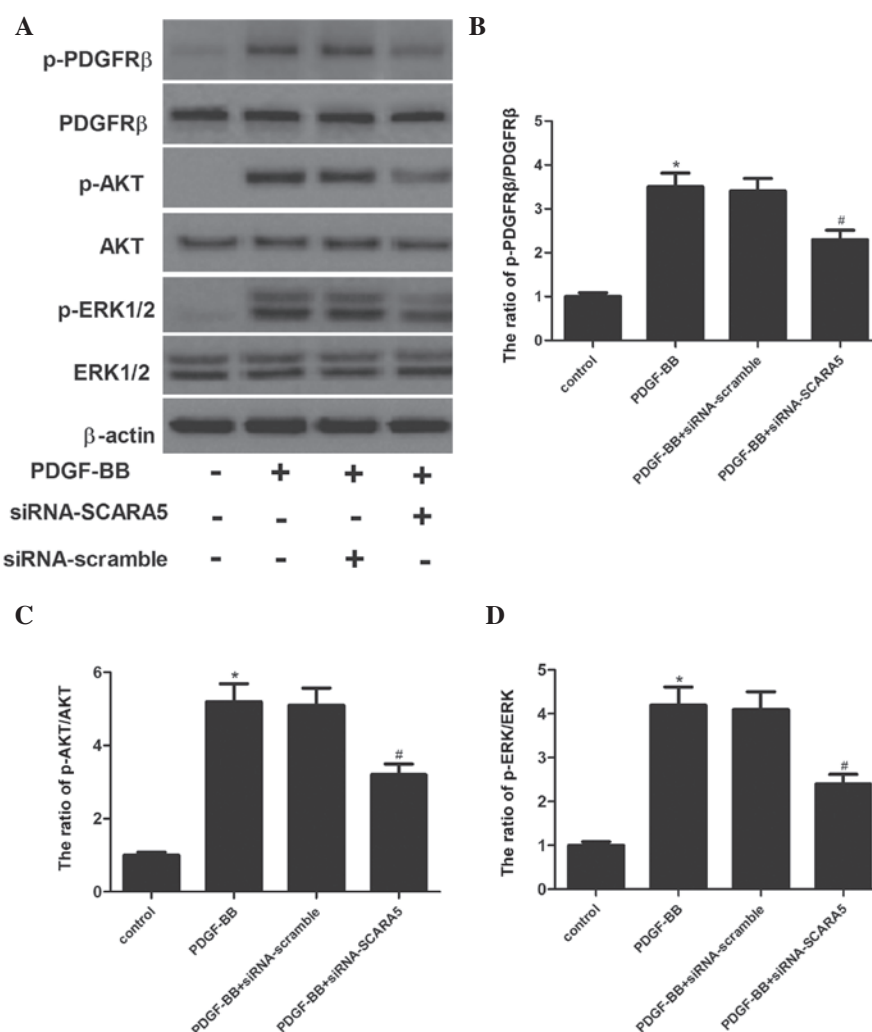 A
p-PDGFRβ
PDGFRβ
p-AKT
AKT
p-ERK1/2
ERK1/2
β-actin
PDGF-BB - + + +
siRNA-SCARA5 - - - +
siRNA-scramble - - + -
B
The ratio of p-PDGFRβ/PDGFRβ
5
4
3
2
1
0
*
#
control
PDGF-BB
PDGF-BB+siRNA-scramble
PDGF-BB+siRNA-SCARA5
C
The ratio of p-AKT/AKT
6
4
2
0
*
#
control
PDGF-BB
PDGF-BB+siRNA-scramble
PDGF-BB+siRNA-SCARA5
D
The ratio of p-ERK/ERK
5
4
3
2
1
0
*
#
control
PDGF-BB
PDGF-BB+siRNA-scramble
PDGF-BB+siRNA-SCARA5